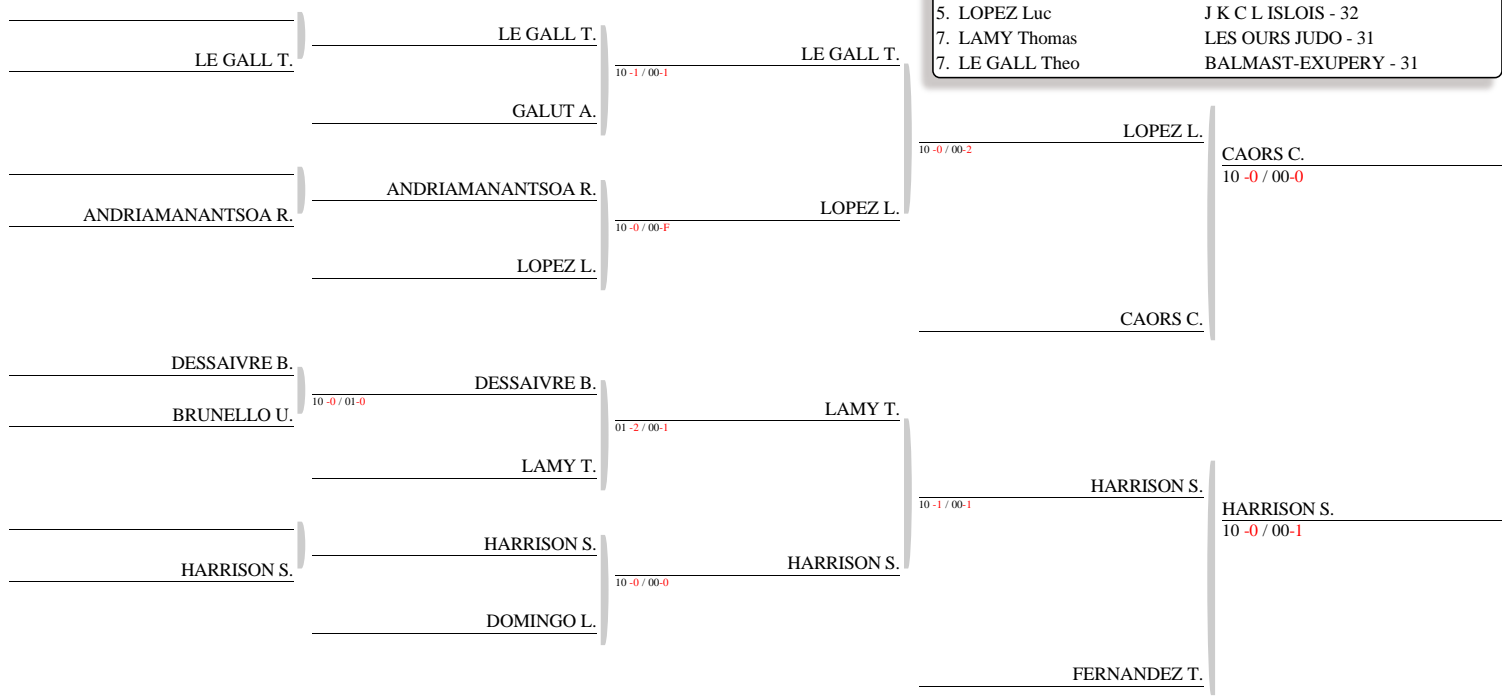 5. LOPEZ Luc J K C L ISLOIS - 32
7. LAMY Thomas LES OURS JUDO - 31
7. LE GALL Theo BALMAST-EXUPERY - 31
LE GALL T.
ANDRIAMANANTSOA R.
DESSAIVRE B.
BRUNELLO U.
HARRISON S.
LE GALL T.
GALUT A.
ANDRIAMANANTSOA R.
LOPEZ L.
DESSAIVRE B.
10 -0 / 01-0
LAMY T.
HARRISON S.
DOMINGO L.
LE GALL T.
10 -1 / 00-1
LOPEZ L.
10 -0 / 00-F
LAMY T.
01 -2 / 00-1
HARRISON S.
10 -0 / 00-0
LOPEZ L.
10 -0 / 00-2
CAORS C.
HARRISON S.
10 -1 / 00-1
FERNANDEZ T.
CAORS C.
10 -0 / 00-0
HARRISON S.
10 -0 / 00-1